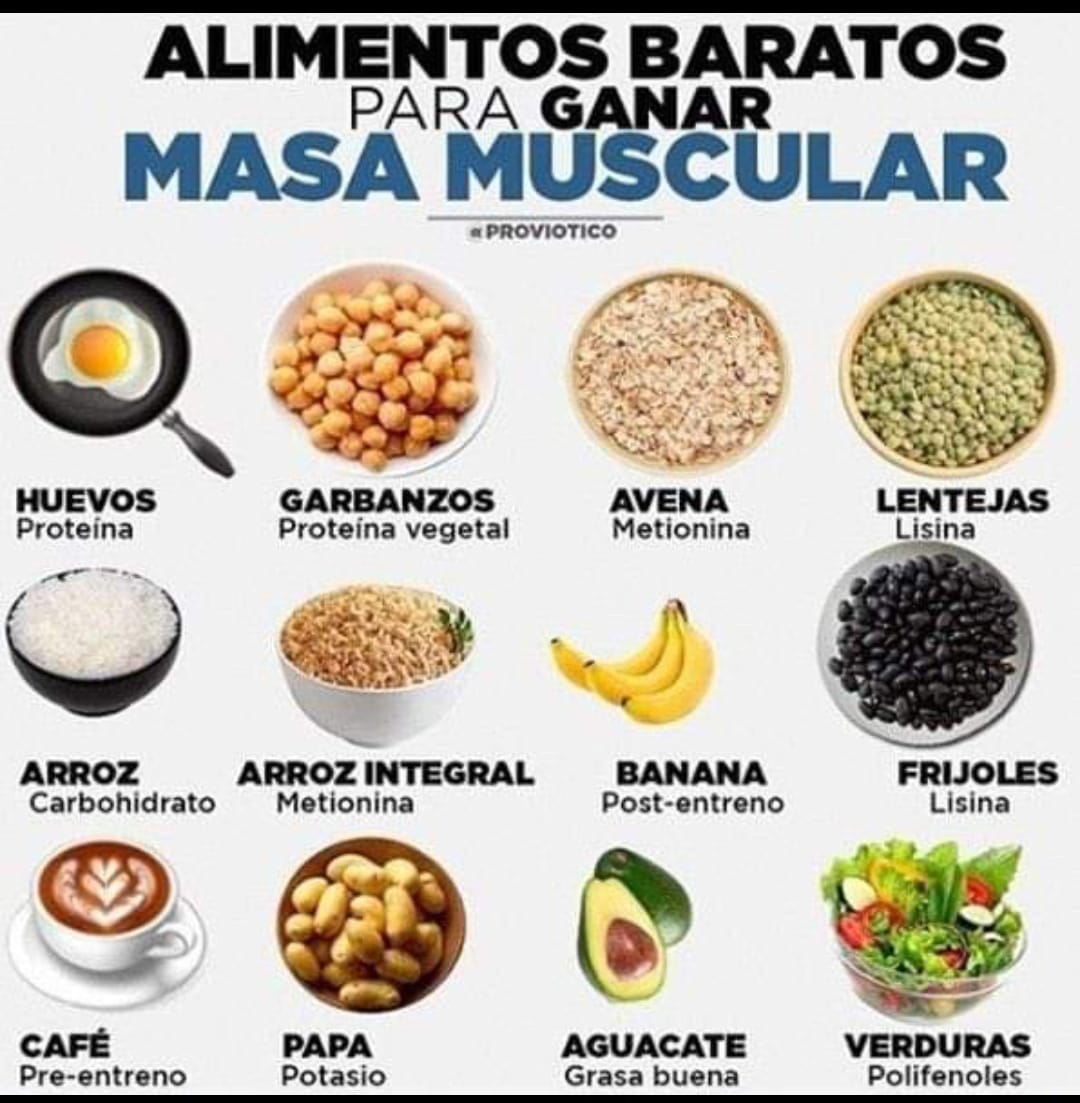 ALIMENTOS BARATOS
PARA GANAR
MASA MUSCULAR
@PROVIOTICO
HUEVOS
Proteína
GARBANZOS
Proteína vegetal
AVENA
Metionina
LENTEJAS
Lisina
ARROZ
Carbohidrato
ARROZ INTEGRAL
Metionina
BANANA
Post-entreno
FRIJOLES
Lisina
CAFÉ
Pre-entreno
PAPA
Potasio
AGUACATE
Grasa buena
VERDURAS
Polifenoles